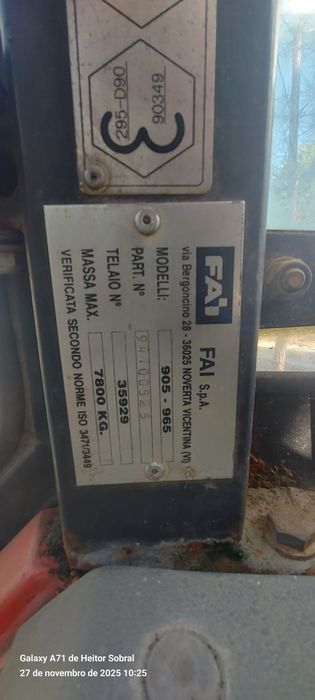 3
295-D90
90349
FAI
FAI S.p.A.
via Bergoncino 28 - 36025 NOVERTA VICENTINA (VI)
MODELLI: 905 - 965
PART. N° 94100525
TELAIO N° 35929
MASSA MAX. 7800 KG.
VERIFICATA SECONDO NORME ISO 3471/3449
Galaxy A71 de Heitor Sobral
27 de novembro de 2025 10:25